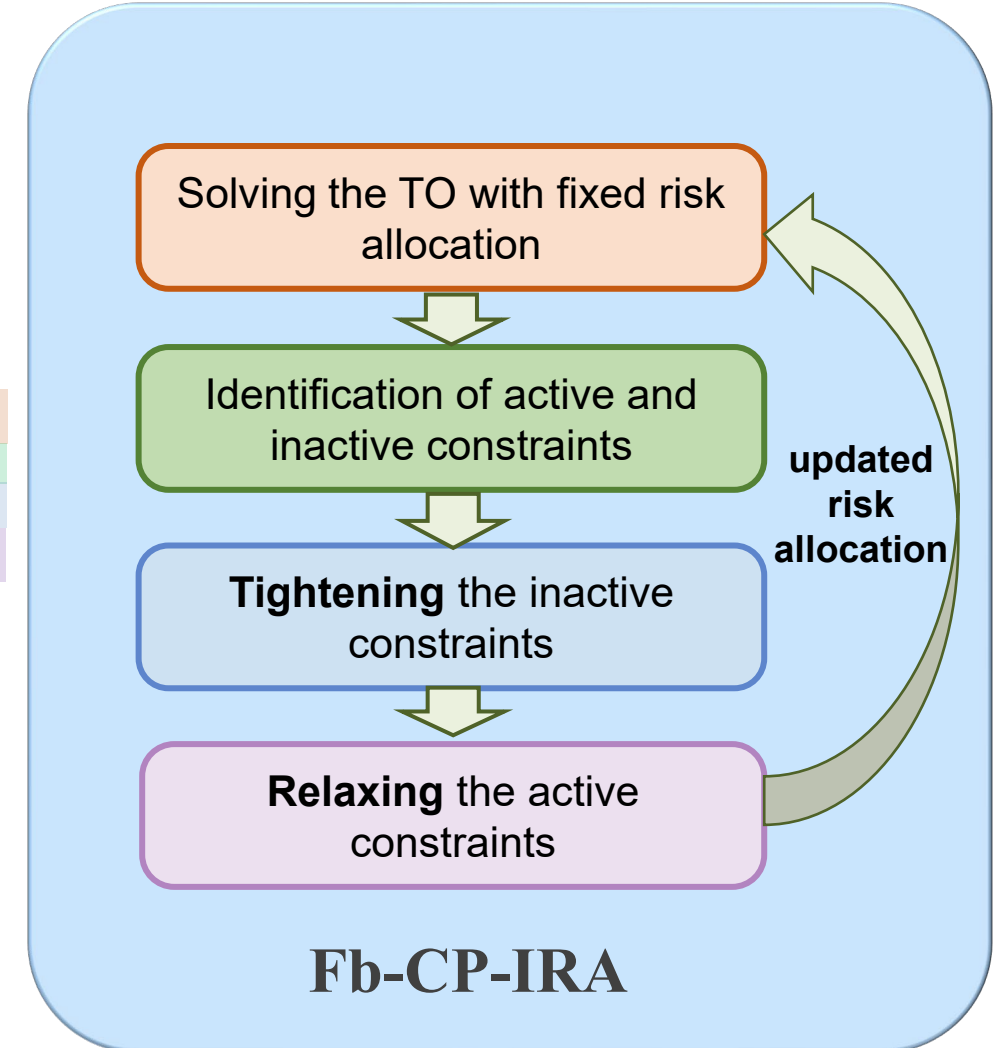 Solving the TO with fixed risk
allocation
Identification of active and
inactive constraints
updated
risk
allocation
Tightening the inactive
constraints
Relaxing the active
constraints
Fb-CP-IRA